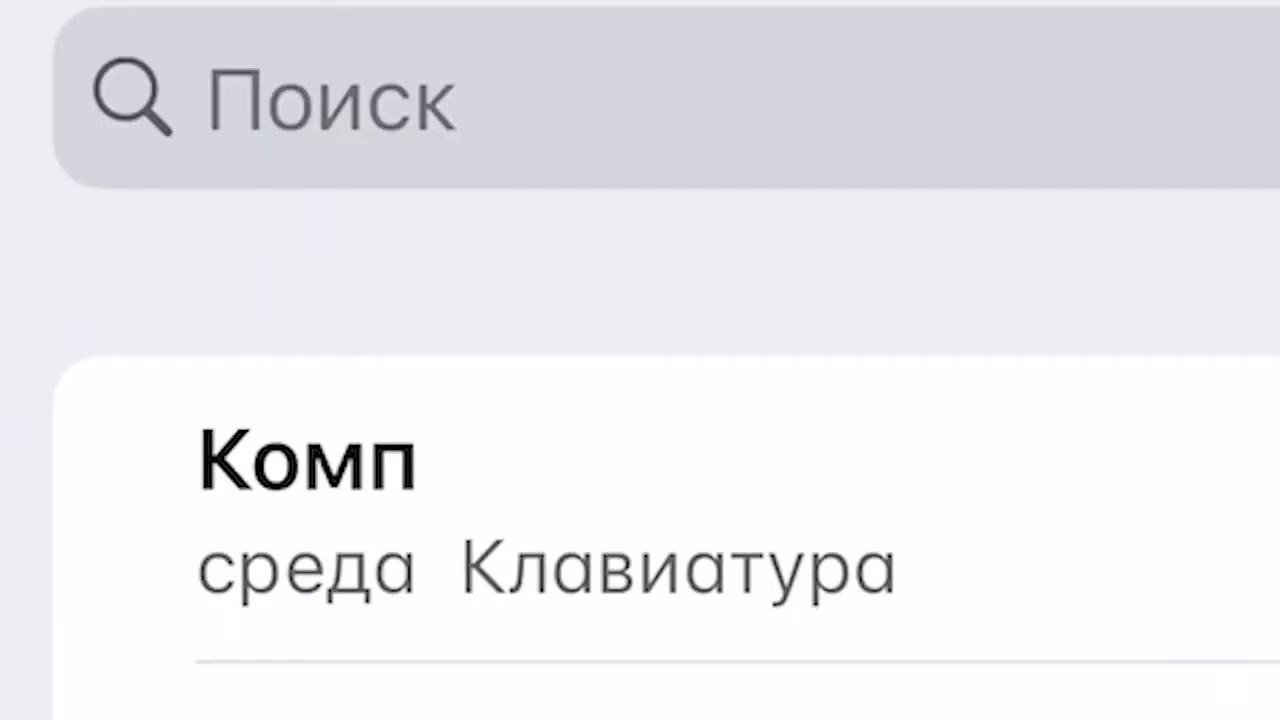 Поиск
Комп
среда Клавиатура